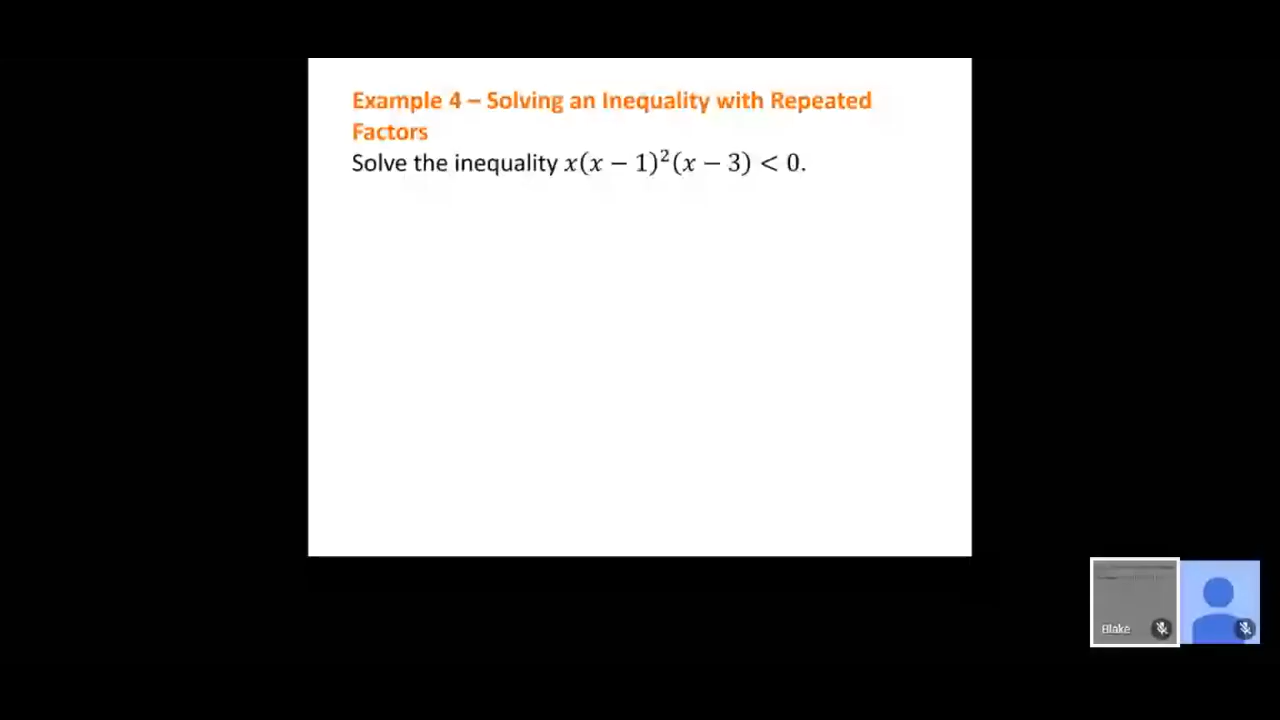 Example 4 – Solving an Inequality with Repeated
Factors
Solve the inequality x(x − 1)²(x − 3) < 0.
Blake